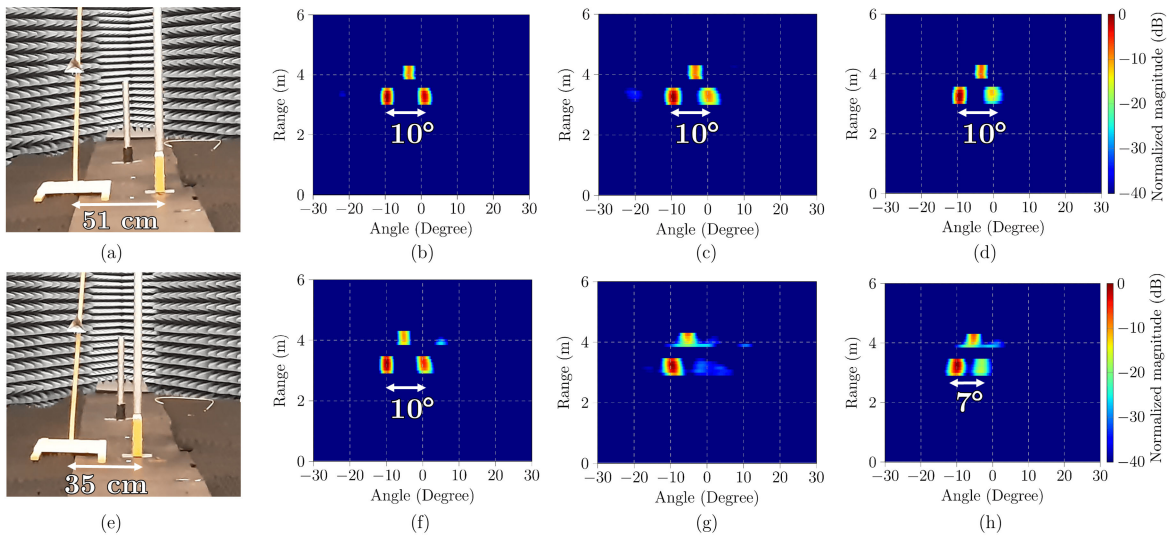 51 cm
(a)
6
4
2
0
Range (m)
−30 −20 −10 0 10 20 30
Angle (Degree)
10°
(b)
6
4
2
0
Range (m)
−30 −20 −10 0 10 20 30
Angle (Degree)
10°
(c)
6
4
2
0
Range (m)
−30 −20 −10 0 10 20 30
Angle (Degree)
10°
0
−10
−20
−30
−40
Normalized magnitude (dB)
(d)
35 cm
(e)
6
4
2
0
Range (m)
−30 −20 −10 0 10 20 30
Angle (Degree)
10°
(f)
6
4
2
0
Range (m)
−30 −20 −10 0 10 20 30
Angle (Degree)
(g)
6
4
2
0
Range (m)
−30 −20 −10 0 10 20 30
Angle (Degree)
7°
0
−10
−20
−30
−40
Normalized magnitude (dB)
(h)